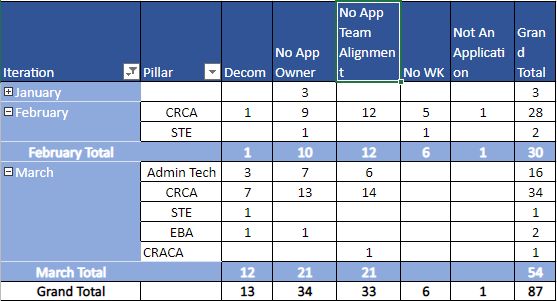 Iteration Pillar Decom No App Owner No App Team Alignment No WK Not An Application Grand Total
January 3 3
February CRCA 1 9 12 5 1 28
STE 1 1 2
February Total 1 10 12 6 1 30
March Admin Tech 3 7 6 16
CRCA 7 13 14 34
STE 1 1
EBA 1 1 2
CRACA 1 1
March Total 12 21 21 54
Grand Total 13 34 33 6 1 87